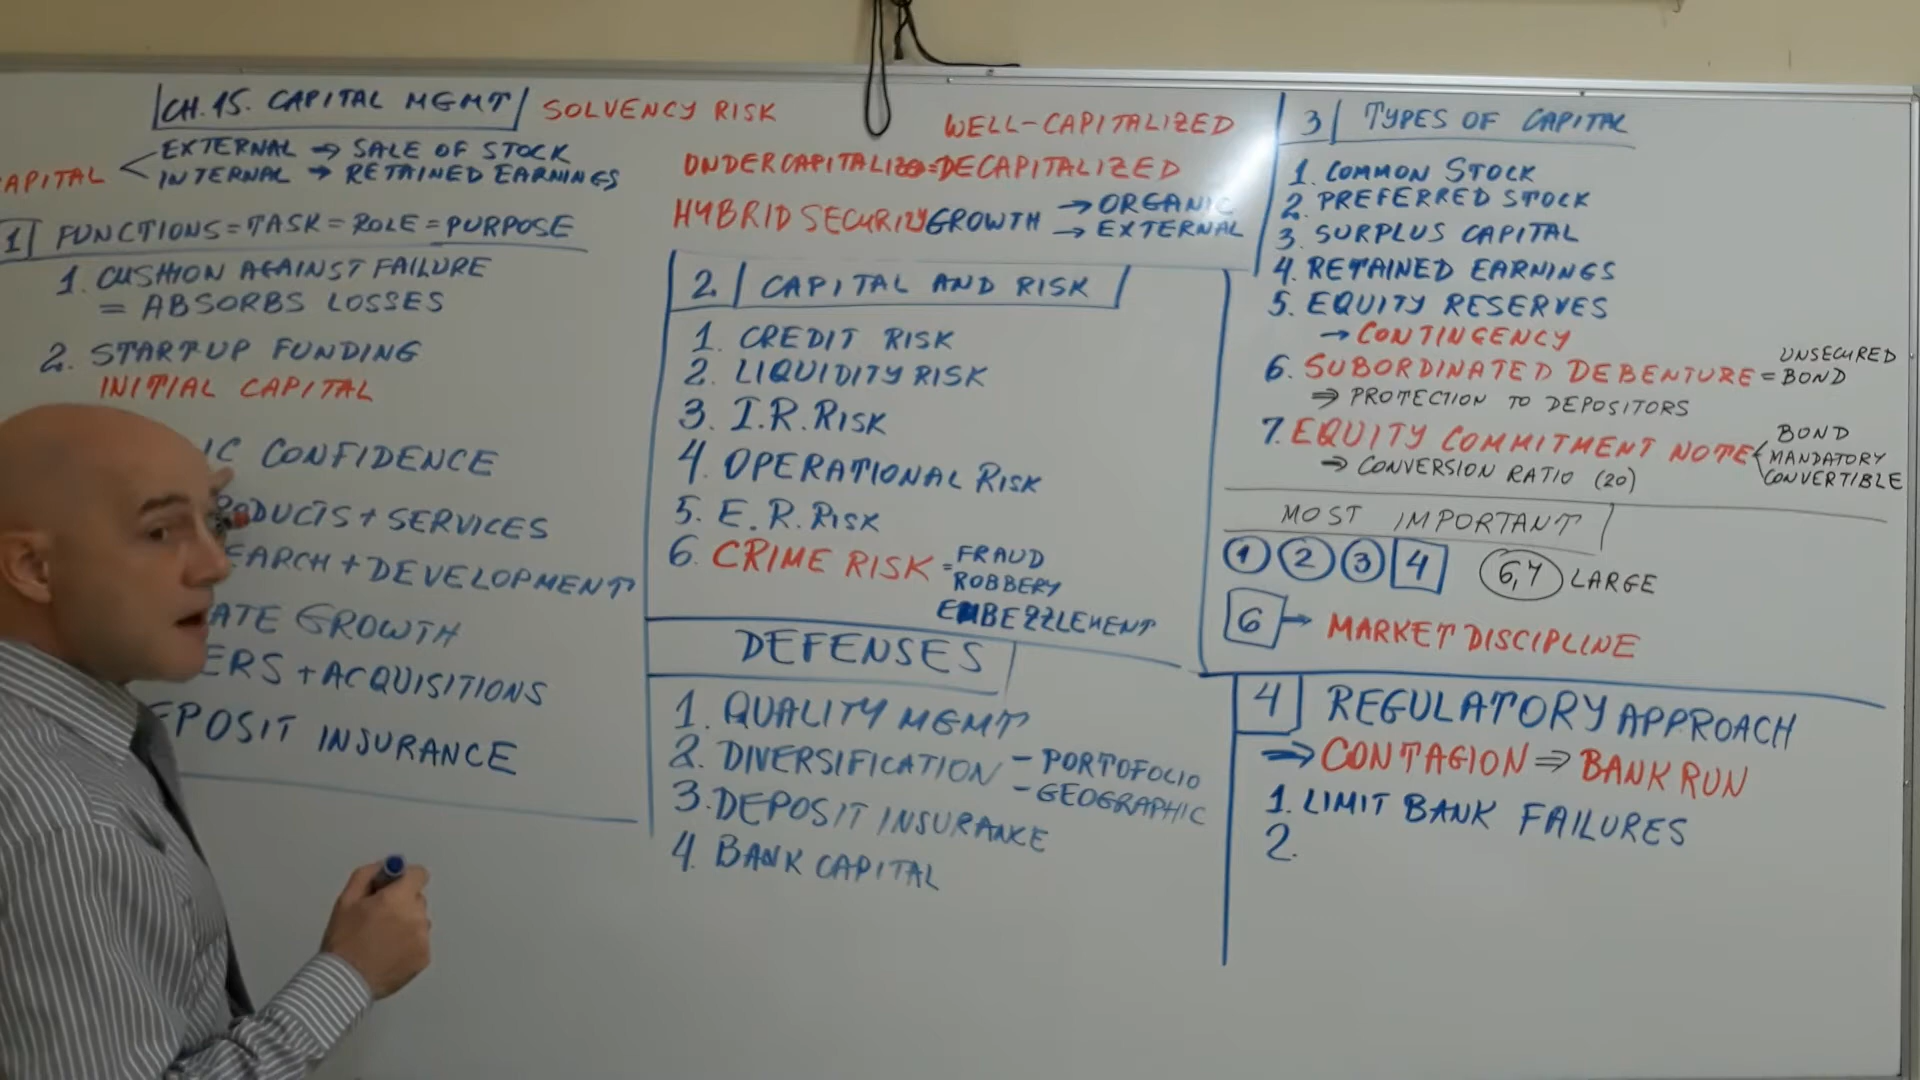 CH. 15. CAPITAL MGMT
SOLVENCY RISK
APITAL
EXTERNAL → SALE OF STOCK
INTERNAL → RETAINED EARNINGS
WELL-CAPITALIZED
= DECAPITALIZED
HYBRID SECURITY
GROWTH → ORGANIC
→ EXTERNAL
1 FUNCTIONS = TASK = ROLE = PURPOSE
1. CUSHION AGAINST FAILURE
= ABSORBS LOSSES
2. STARTUP FUNDING
INITIAL CAPITAL
IC CONFIDENCE
RODUCTS + SERVICES
EARCH + DEVELOPMENT
ATE GROWTH
ERS + ACQUISITIONS
EPOSIT INSURANCE
2. CAPITAL AND RISK
1. CREDIT RISK
2. LIQUIDITY RISK
3. I.R. RISK
4. OPERATIONAL RISK
5. E.R. RISK
6. CRIME RISK = FRAUD
ROBBERY
EMBEZZLEMENT
DEFENSES
1. QUALITY MGMT
2. DIVERSIFICATION - PORTOFOLIO
- GEOGRAPHIC
3. DEPOSIT INSURANCE
4. BANK CAPITAL
3 TYPES OF CAPITAL
1. COMMON STOCK
2. PREFERRED STOCK
3. SURPLUS CAPITAL
4. RETAINED EARNINGS
5. EQUITY RESERVES
→ CONTINGENCY
6. SUBORDINATED DEBENTURE = UNSECURED
BOND
⇒ PROTECTION TO DEPOSITORS
7. EQUITY COMMITMENT NOTE
BOND
MANDATORY
CONVERTIBLE
⇒ CONVERSION RATIO (20)
MOST IMPORTANT
1 2 3 4 6,7 LARGE
6 → MARKET DISCIPLINE
4 REGULATORY APPROACH
⇒ CONTAGION ⇒ BANK RUN
1. LIMIT BANK FAILURES
2.